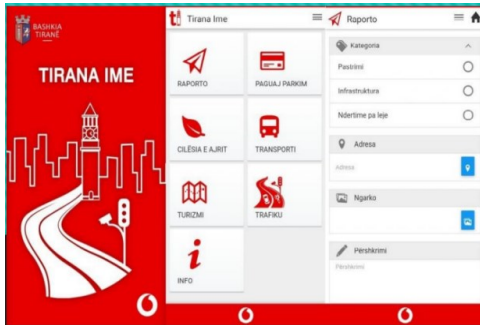 BASHKIA
TIRANË
TIRANA IME
Tirana Ime
RAPORTO
PAGUAJ PARKIM
CILËSIA E AJRIT
TRANSPORTI
TURIZMI
TRAFIKU
INFO
Raporto
Kategoria
Pastrimi
Infrastruktura
Ndertime pa leje
Adresa
Adresa
Ngarko
Përshkrimi
Përshkrimi